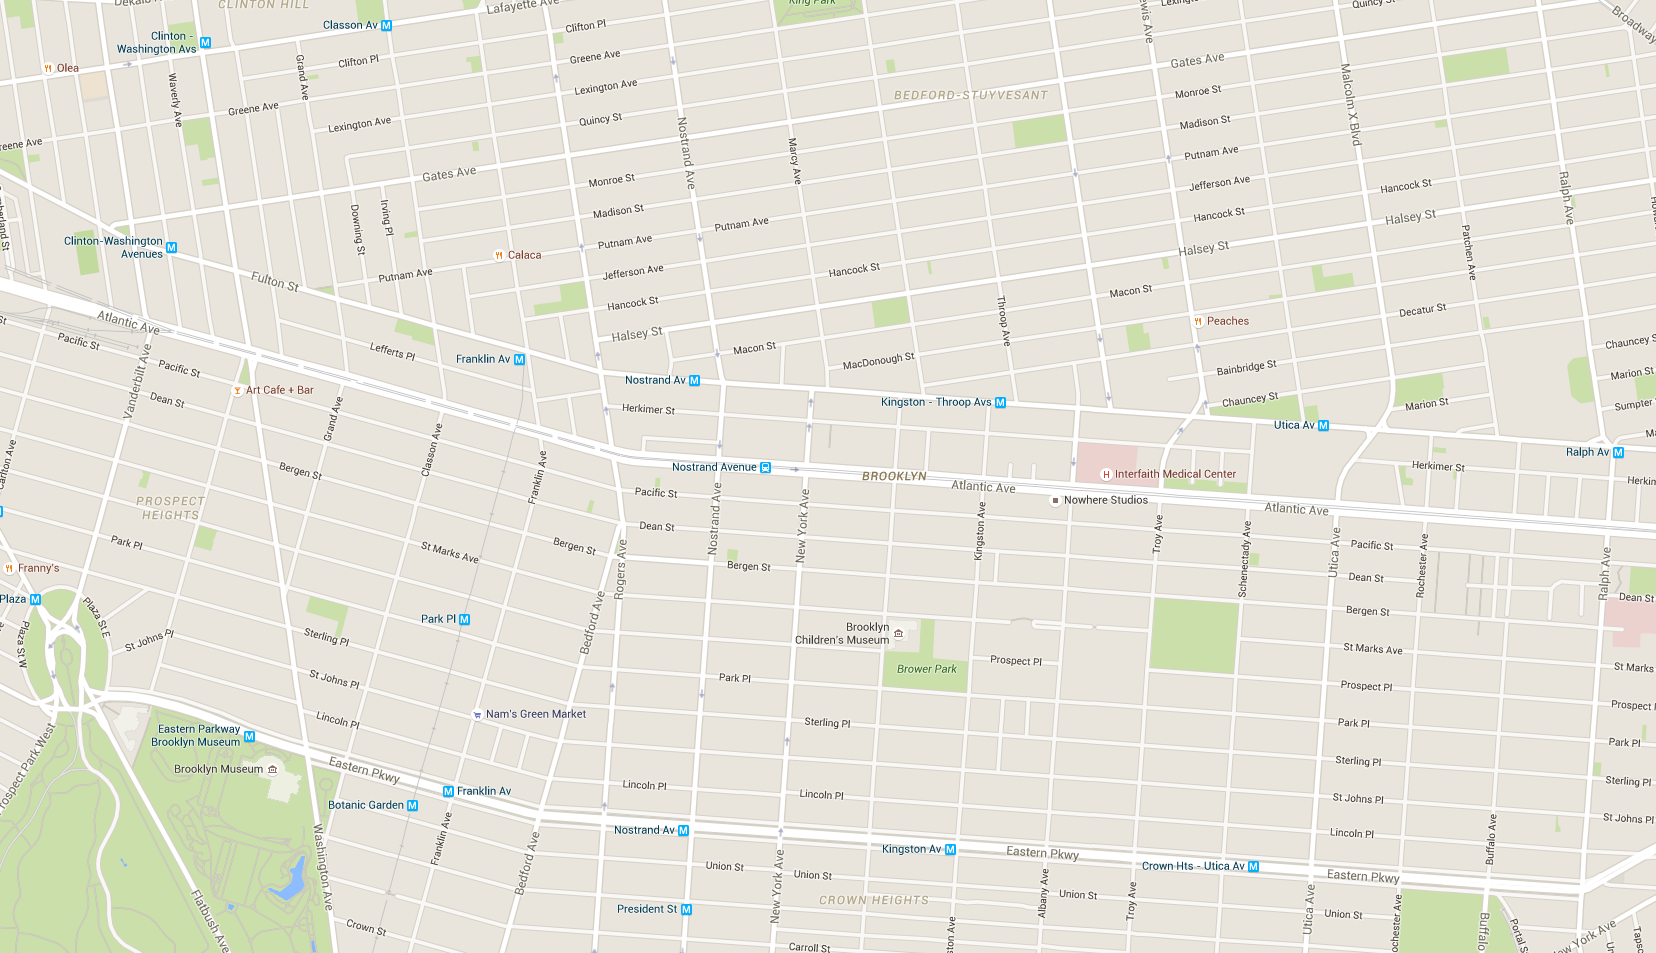 CLINTON HILL
Lafayette Ave
King Park
Quincy St
Broadway
Classon Av
Clifton Pl
Lewis Ave
Clinton -
Washington Avs
Olea
Clifton Pl
Grand Ave
Waverly Ave
Greene Ave
Gates Ave
Malcolm X Blvd
Lexington Ave
Monroe St
BEDFORD-STUYVESANT
Greene Ave
Lexington Ave
Quincy St
Nostrand Ave
Marcy Ave
Madison St
Putnam Ave
Greene Ave
Gates Ave
Monroe St
Jefferson Ave
Hancock St
Ralph Ave
Downing St
Irving Pl
Madison St
Putnam Ave
Hancock St
Halsey St
Patchen Ave
Clinton-Washington
Avenues
Putnam Ave
Halsey St
Calaca
Jefferson Ave
Hancock St
Putnam Ave
Fulton St
Hancock St
Macon St
Throop Ave
Decatur St
Atlantic Ave
Halsey St
Peaches
Pacific St
Lefferts Pl
Macon St
MacDonough St
Chauncey St
Franklin Av
Pacific St
Vanderbilt Ave
Bainbridge St
Marion St
Nostrand Av
Art Cafe + Bar
Dean St
Grand Ave
Herkimer St
Kingston - Throop Avs
Chauncey St
Marion St
Sumpter
Utica Av
Classon Ave
Carlton Ave
Ralph Av
Bergen St
Franklin Ave
Nostrand Avenue
BROOKLYN
Atlantic Ave
Interfaith Medical Center
Herkimer St
Nowhere Studios
PROSPECT
HEIGHTS
Pacific St
Nostrand Ave
New York Ave
Kingston Ave
Troy Ave
Atlantic Ave
Dean St
Schenectady Ave
Utica Ave
Pacific St
Rochester Ave
Ralph Ave
Park Pl
St Marks Ave
Bergen St
Rogers Ave
Bergen St
Dean St
Franny's
Dean St
Plaza
Plaza St E
Bergen St
Park Pl
Bedford Ave
Brooklyn
Children's Museum
St Johns Pl
Sterling Pl
Plaza St W
St Marks Ave
Prospect Pl
Brower Park
St Marks
St Johns Pl
Park Pl
Prospect Pl
Nam's Green Market
Lincoln Pl
Sterling Pl
Park Pl
Eastern Parkway
Brooklyn Museum
Park Pl
Prospect Park West
Brooklyn Museum
Eastern Pkwy
Sterling Pl
Sterling Pl
Lincoln Pl
Franklin Av
Lincoln Pl
St Johns Pl
Botanic Garden
St Johns Pl
Washington Ave
Franklin Ave
Nostrand Av
Lincoln Pl
Buffalo Ave
Bedford Ave
Kingston Av
Eastern Pkwy
Union St
Crown Hts - Utica Av
Union St
Eastern Pkwy
New York Ave
Albany Ave
Troy Ave
Union St
Flatbush Ave
CROWN HEIGHTS
President St
Union St
Utica Ave
Crown St
Carroll St
Buffalo